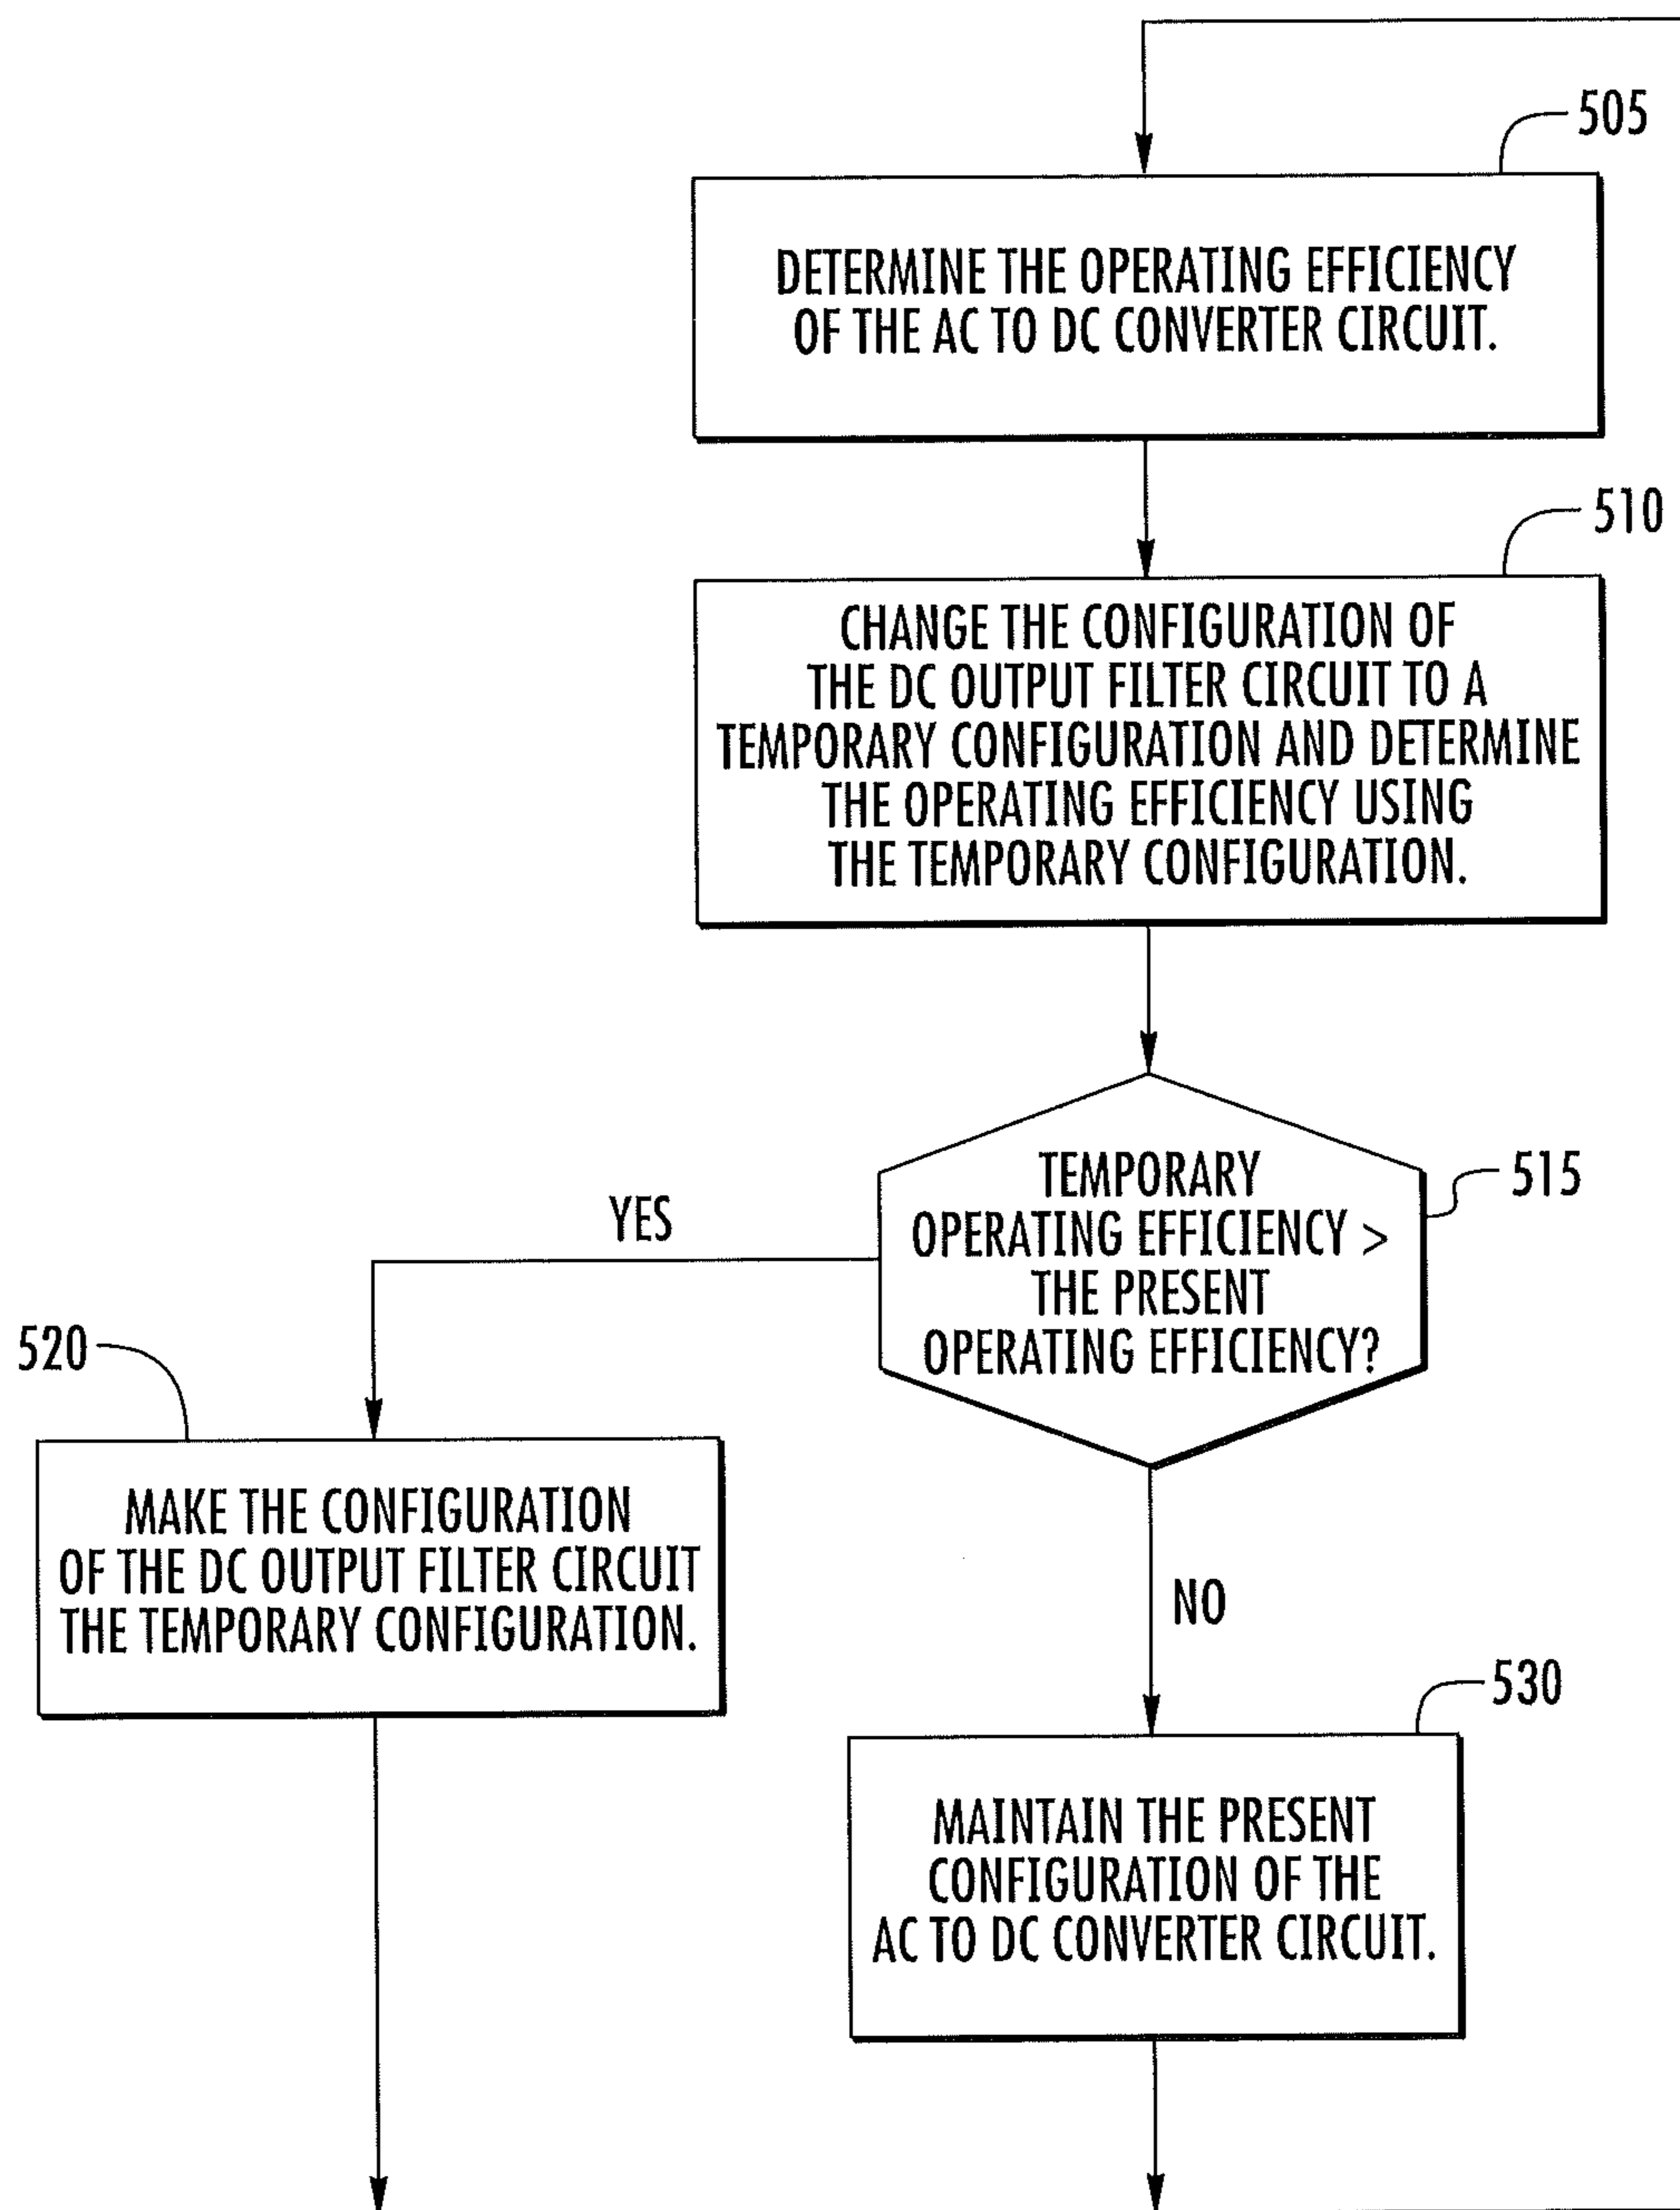 505
DETERMINE THE OPERATING EFFICIENCY
OF THE AC TO DC CONVERTER CIRCUIT.
510
CHANGE THE CONFIGURATION OF
THE DC OUTPUT FILTER CIRCUIT TO A
TEMPORARY CONFIGURATION AND DETERMINE
THE OPERATING EFFICIENCY USING
THE TEMPORARY CONFIGURATION.
TEMPORARY
OPERATING EFFICIENCY >
THE PRESENT
OPERATING EFFICIENCY?
515
YES
520
MAKE THE CONFIGURATION
OF THE DC OUTPUT FILTER CIRCUIT
THE TEMPORARY CONFIGURATION.
NO
530
MAINTAIN THE PRESENT
CONFIGURATION OF THE
AC TO DC CONVERTER CIRCUIT.